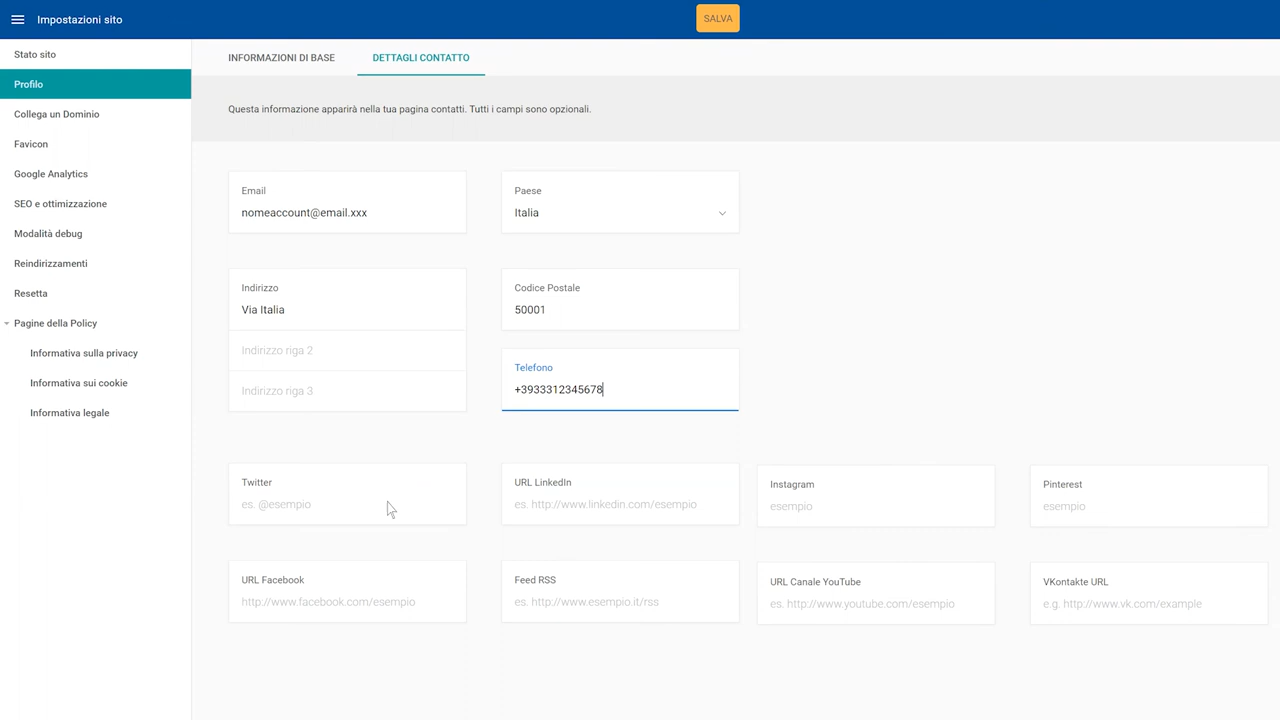 Impostazioni sito
SALVA
Stato sito
Profilo
Collega un Dominio
Favicon
Google Analytics
SEO e ottimizzazione
Modalità debug
Reindirizzamenti
Resetta
Pagine della Policy
Informativa sulla privacy
Informativa sui cookie
Informativa legale
INFORMAZIONI DI BASE
DETTAGLI CONTATTO
Questa informazione apparirà nella tua pagina contatti. Tutti i campi sono opzionali.
Email
nomeaccount@email.xxx
Paese
Italia
Indirizzo
Via Italia
Indirizzo riga 2
Indirizzo riga 3
Codice Postale
50001
Telefono
+3933312345678
Twitter
es. @esempio
URL LinkedIn
es. http://www.linkedin.com/esempio
Instagram
esempio
Pinterest
esempio
URL Facebook
http://www.facebook.com/esempio
Feed RSS
es. http://www.esempio.it/rss
URL Canale YouTube
es. http://www.youtube.com/esempio
VKontakte URL
e.g. http://www.vk.com/example